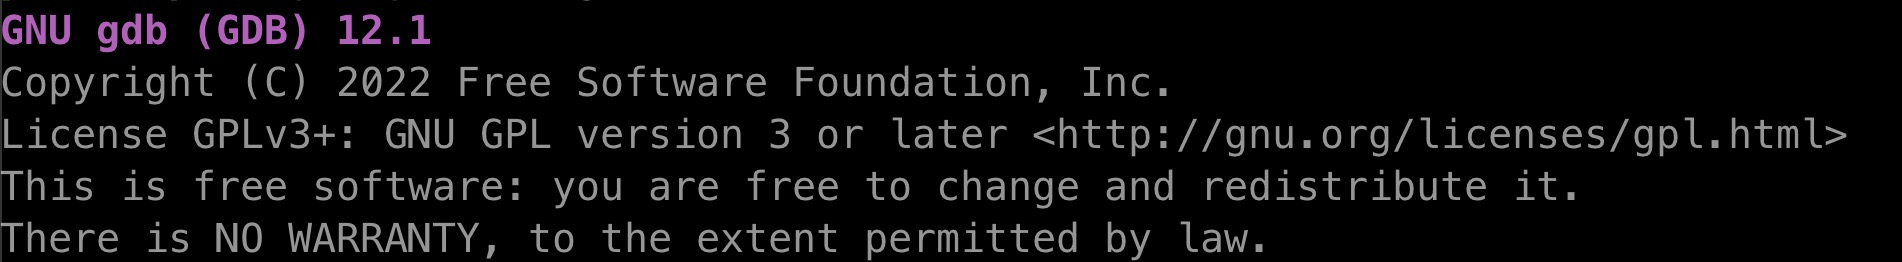 GNU gdb (GDB) 12.1
Copyright (C) 2022 Free Software Foundation, Inc.
License GPLv3+: GNU GPL version 3 or later <http://gnu.org/licenses/gpl.html>
This is free software: you are free to change and redistribute it.
There is NO WARRANTY, to the extent permitted by law.